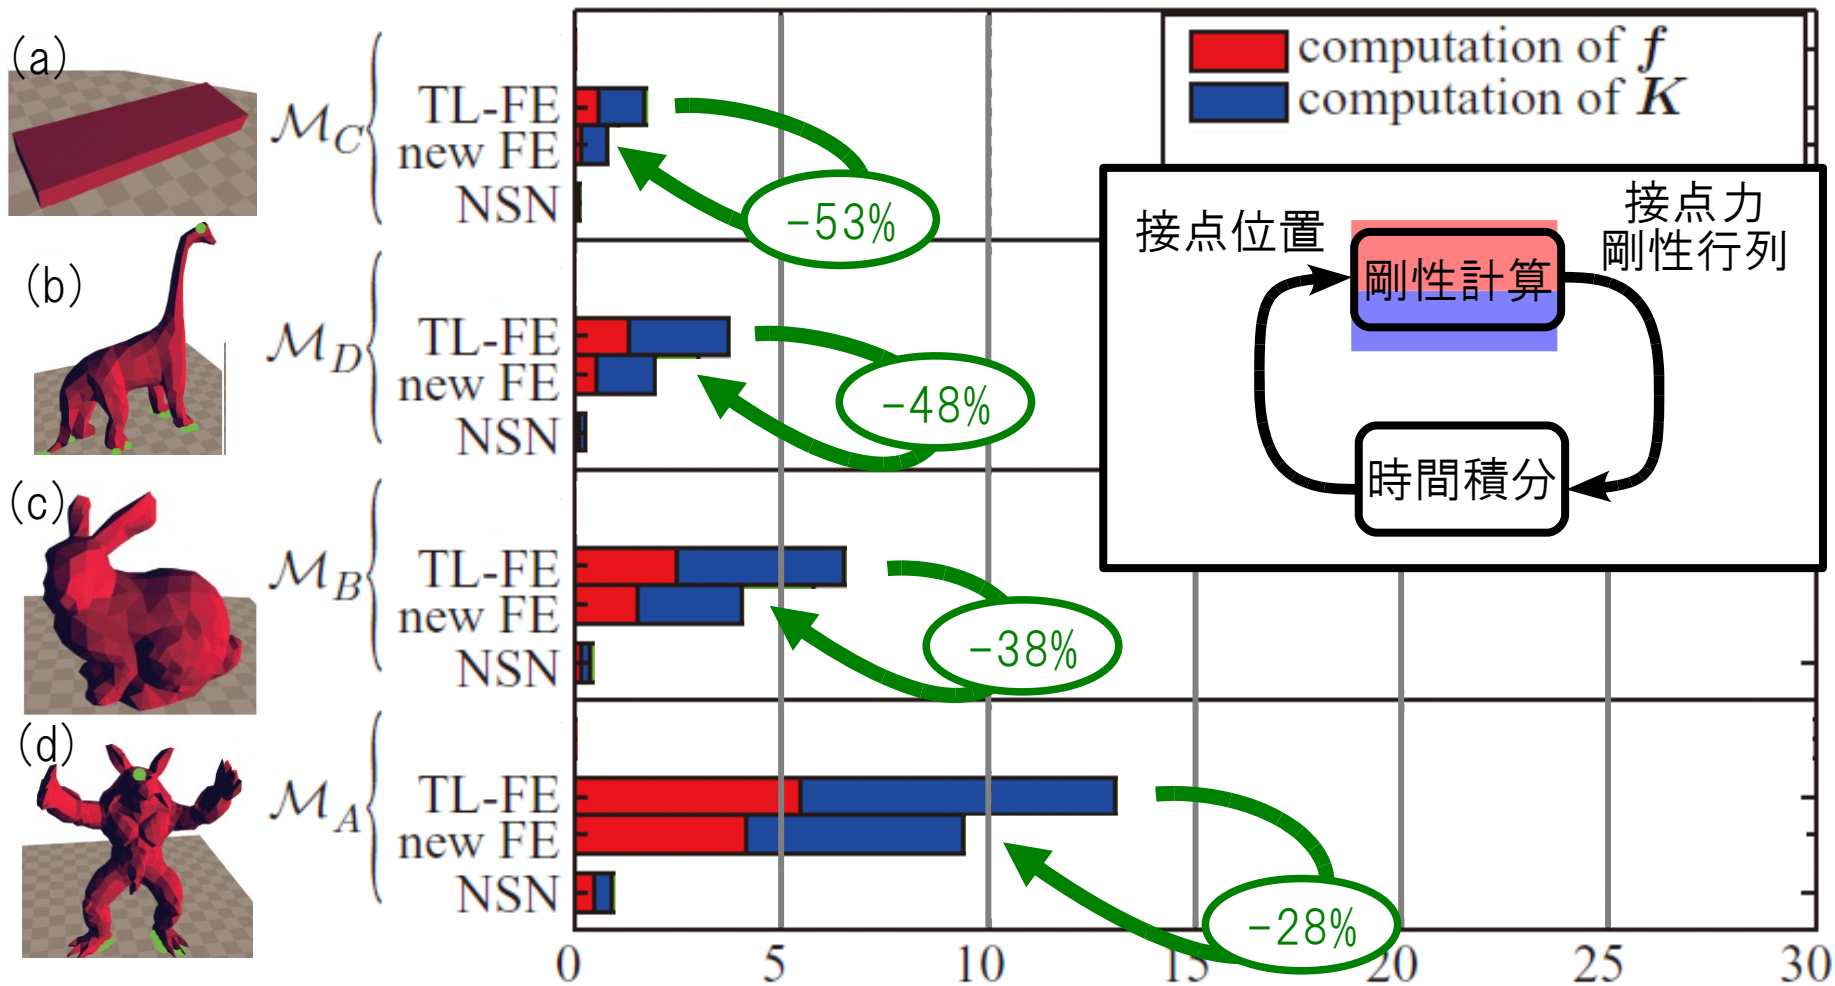 (a)
ℳC
TL-FE
new FE
NSN
-53%
computation of f
computation of K
接点位置
剛性計算
接点力
剛性行列
時間積分
(b)
ℳD
TL-FE
new FE
NSN
-48%
(c)
ℳB
TL-FE
new FE
NSN
-38%
(d)
ℳA
TL-FE
new FE
NSN
-28%
0 5 10 15 20 25 30